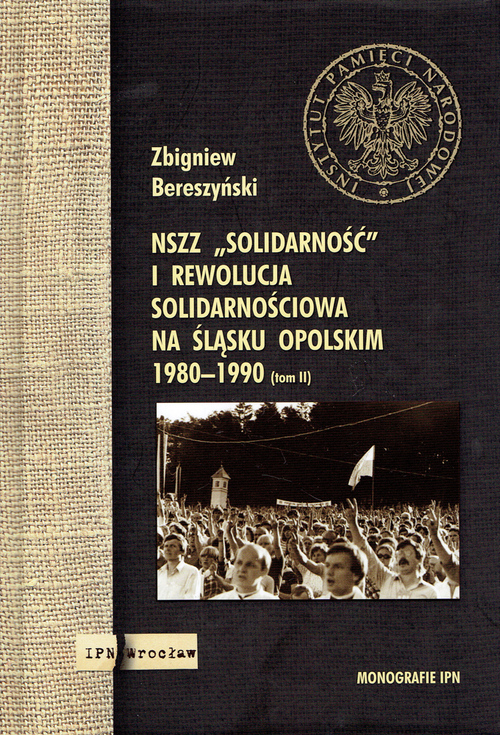 INSTYTUT PAMIĘCI NARODOWEJ
Zbigniew
Bereszyński
NSZZ „SOLIDARNOŚĆ”
I REWOLUCJA
SOLIDARNOŚCIOWA
NA ŚLĄSKU OPOLSKIM
1980–1990 (tom II)
IPN Wrocław
MONOGRAFIE IPN